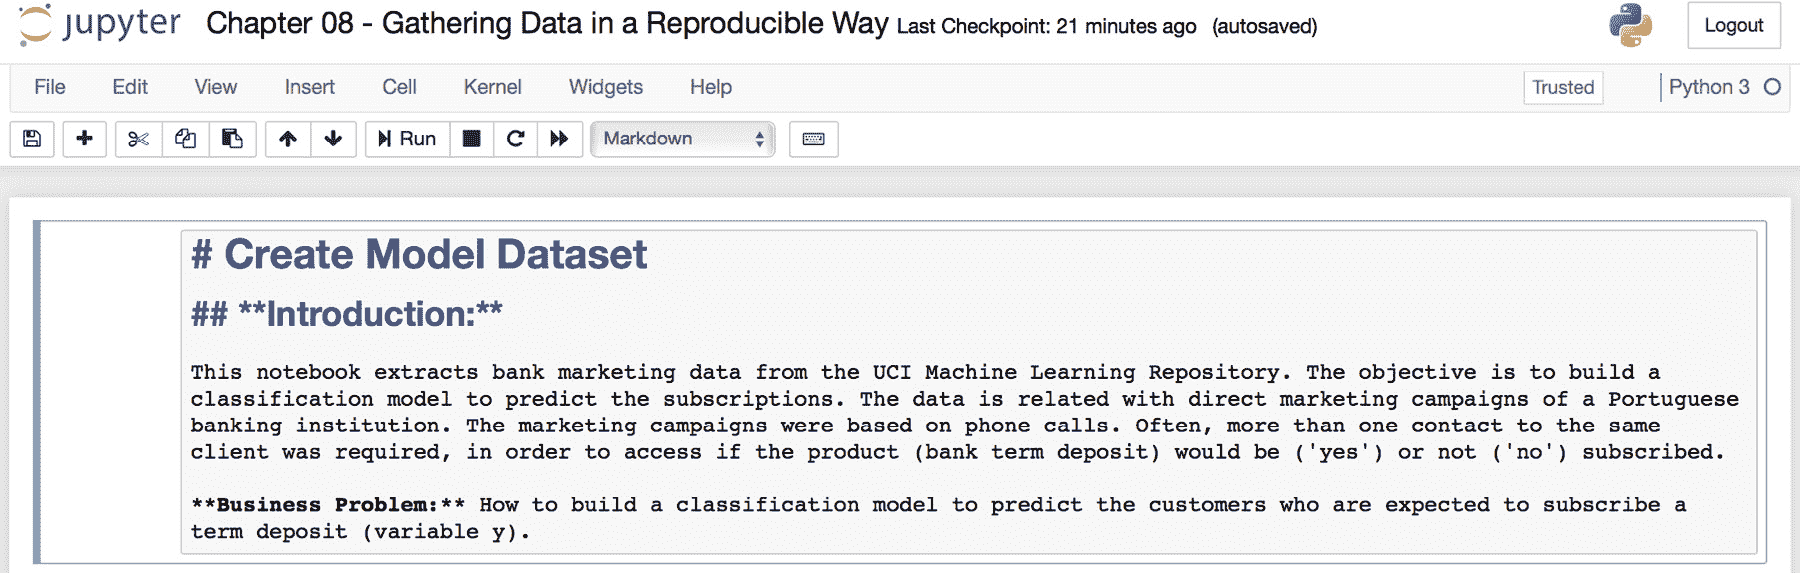 jupyter Chapter 08 - Gathering Data in a Reproducible Way Last Checkpoint: 21 minutes ago (autosaved) Logout
File Edit View Insert Cell Kernel Widgets Help Trusted Python 3
Run Markdown
# Create Model Dataset
## **Introduction:**
This notebook extracts bank marketing data from the UCI Machine Learning Repository. The objective is to build a
classification model to predict the subscriptions. The data is related with direct marketing campaigns of a Portuguese
banking institution. The marketing campaigns were based on phone calls. Often, more than one contact to the same
client was required, in order to access if the product (bank term deposit) would be ('yes') or not ('no') subscribed.
**Business Problem:** How to build a classification model to predict the customers who are expected to subscribe a
term deposit (variable y).